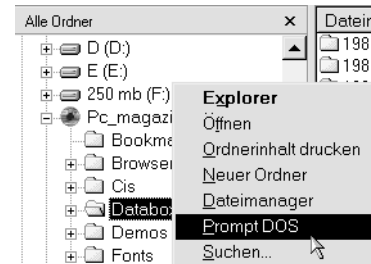 Alle Ordner
Datein
198
D (D:)
198
E (E:)
250 mb (F:)
Explorer
Pc_magazi
Öffnen
Bookma
Ordnerinhalt drucken
Browser
Neuer Ordner
Cis
Dateimanager
Databox
Prompt DOS
Demos
Suchen...
Fonts